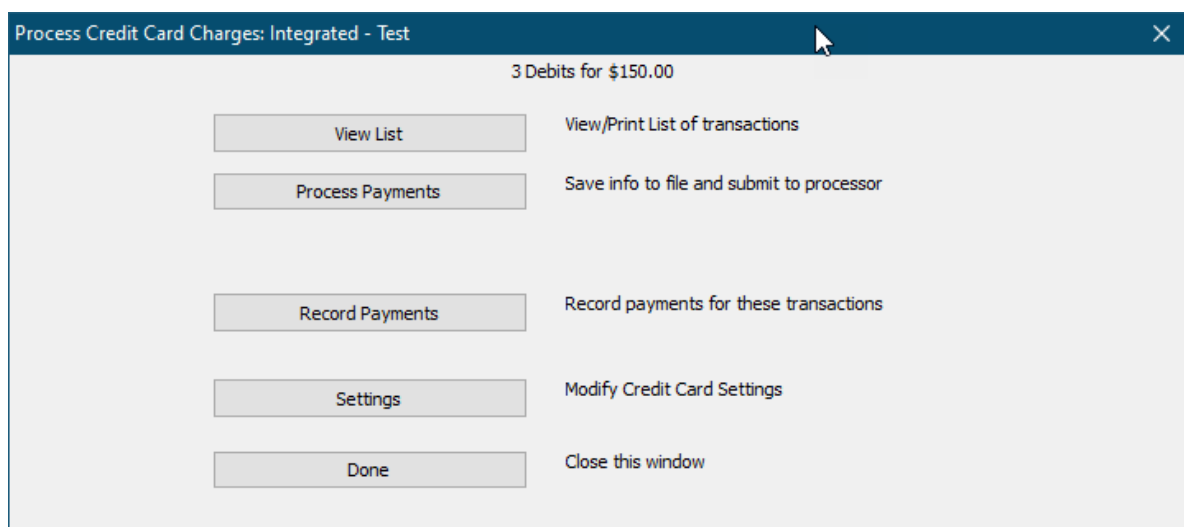 Process Credit Card Charges: Integrated - Test
3 Debits for $150.00
View List View/Print List of transactions
Process Payments Save info to file and submit to processor
Record Payments Record payments for these transactions
Settings Modify Credit Card Settings
Done Close this window